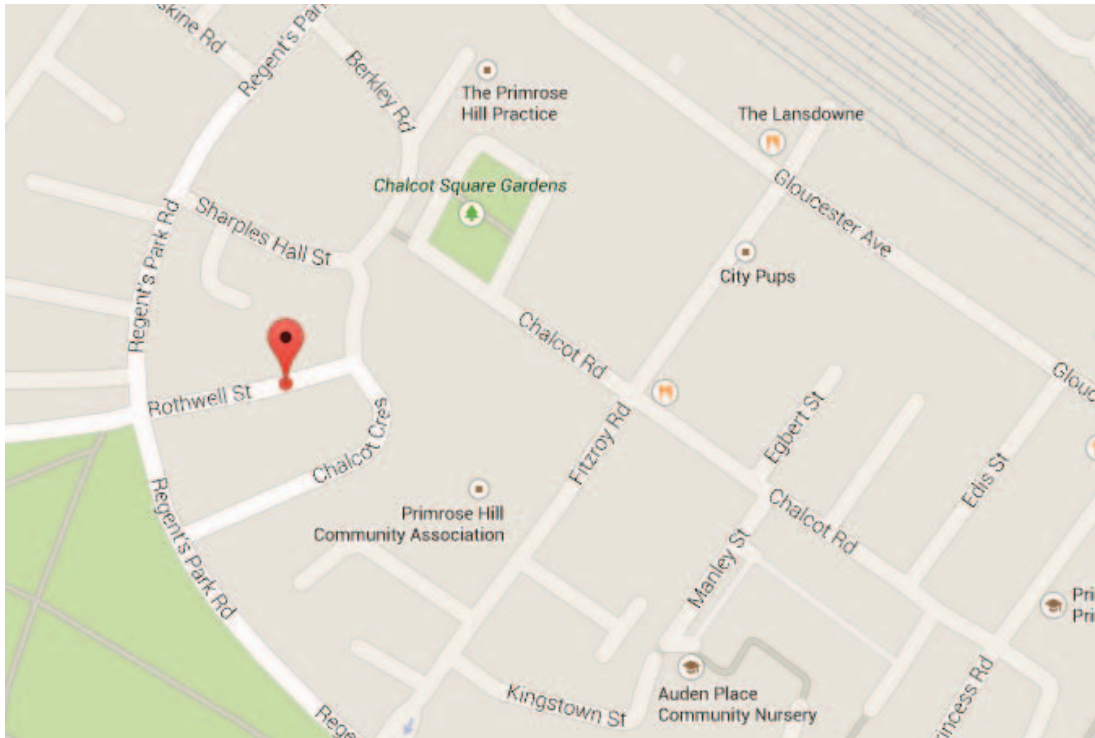 skine Rd
Regent's Park Rd
Berkley Rd
The Primrose
Hill Practice
The Lansdowne
Chalcot Square Gardens
Gloucester Ave
Sharples Hall St
Regent's Park Rd
City Pups
Chalcot Rd
Rothwell St
Glouc
Chalcot Cres
Egbert St
Fitzroy Rd
Edis St
Primrose Hill
Community Association
Regent's Park Rd
Chalcot Rd
Manley St
Pri
Pri
Auden Place
Community Nursery
Kingstown St
rincess Rd
Rege